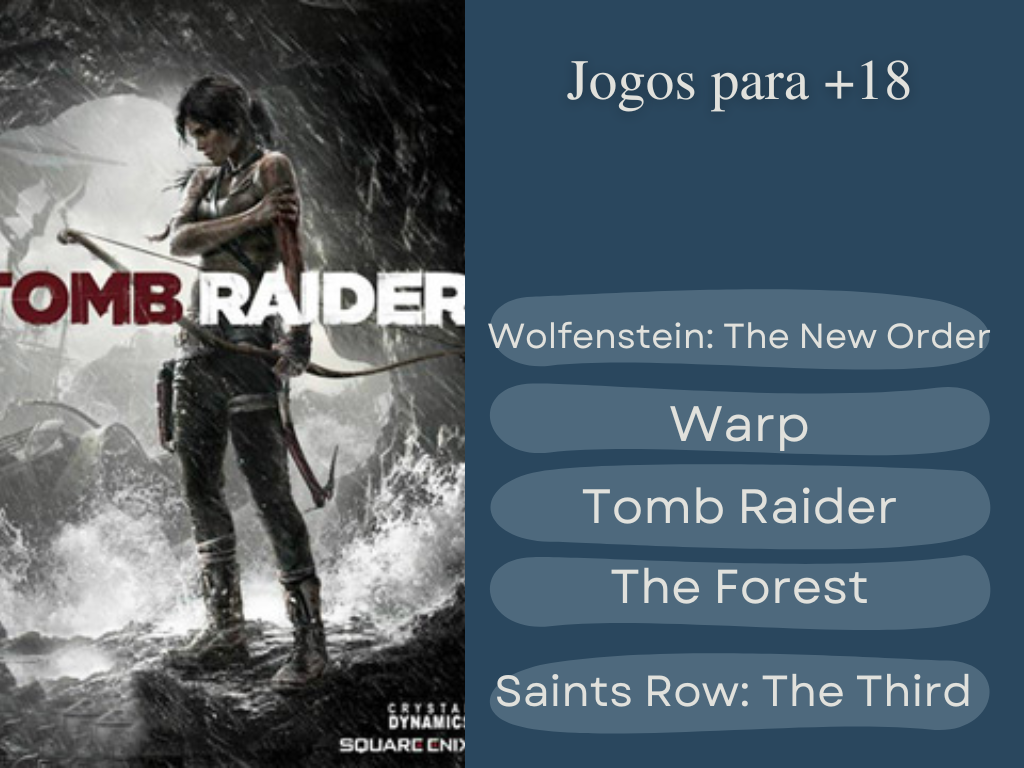 Jogos para +18
TOMB RAIDER
Wolfenstein: The New Order
Warp
Tomb Raider
The Forest
Saints Row: The Third
CRYSTA
DYNAMICS
SQUARE ENIX